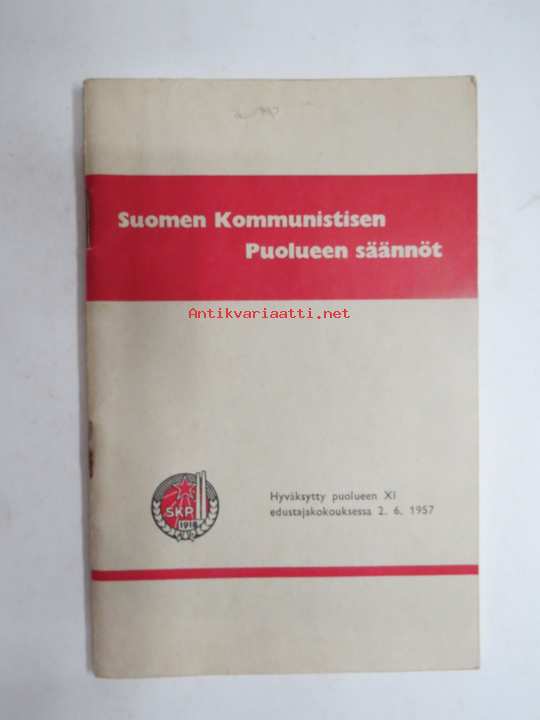 Suomen Kommunistisen
Puolueen säännöt
Antikvariaatti.net
SKP
1918
Hyväksytty puolueen XI
edustajakokouksessa 2. 6. 1957